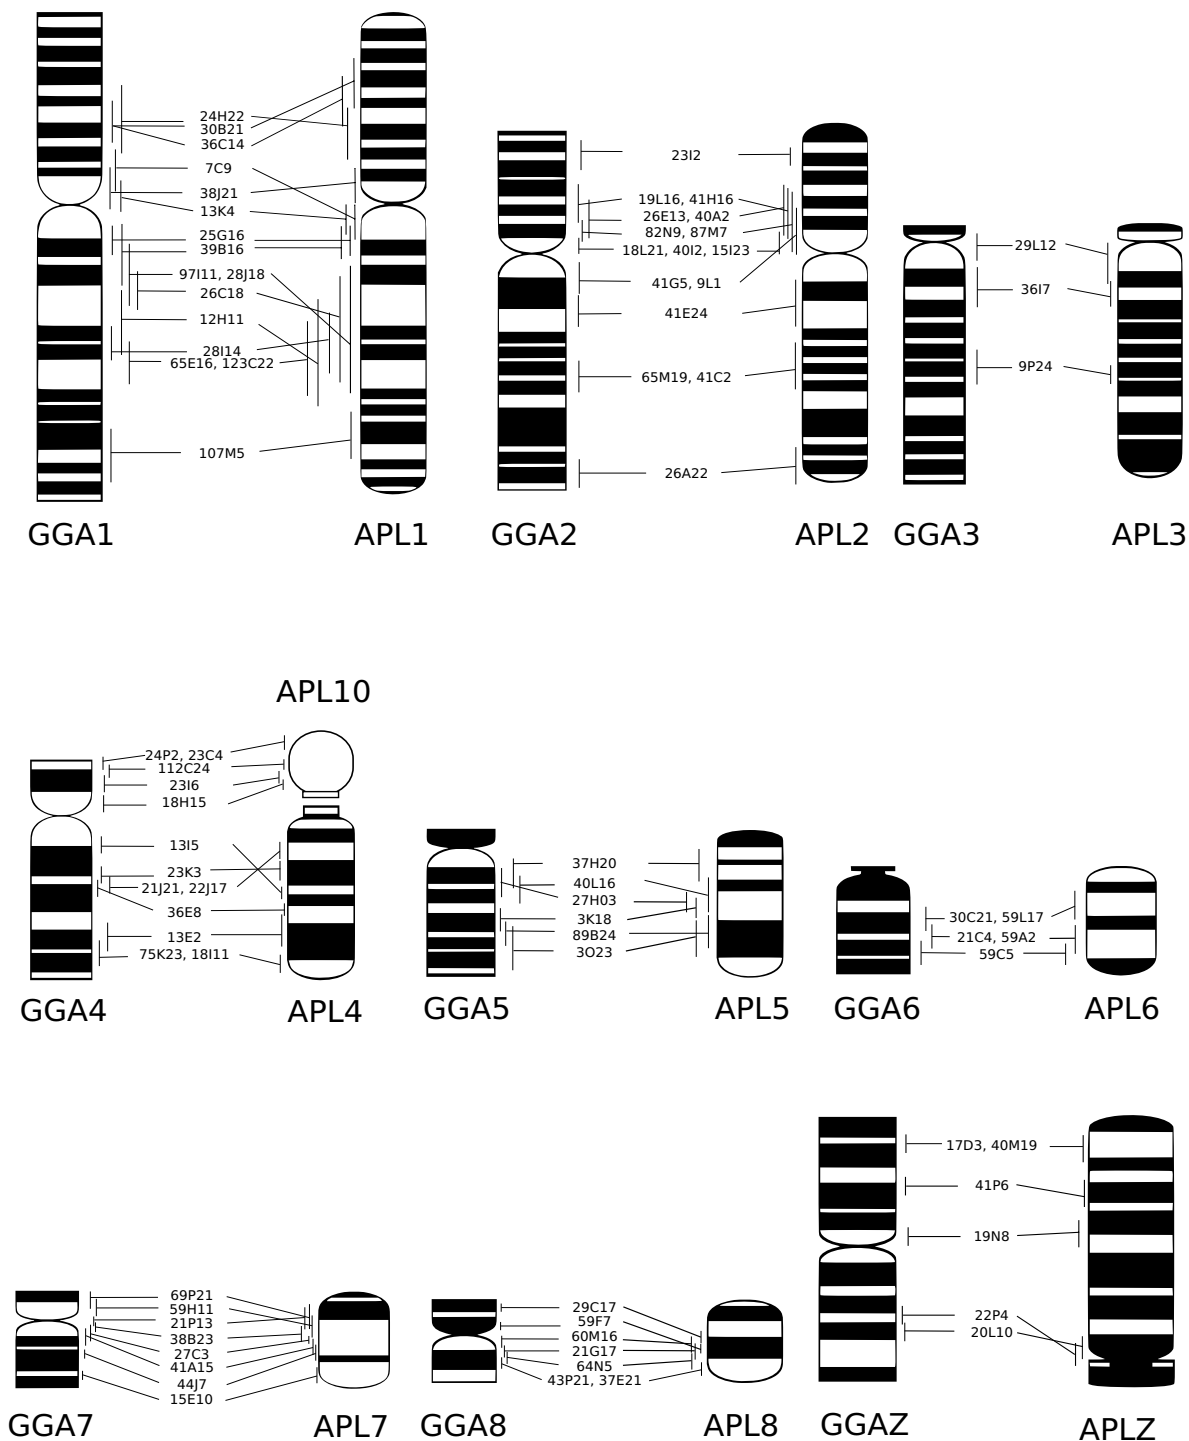 24H22
30B21
36C14
7C9
38J21
13K4
25G16
39B16
97I11, 28J18
26C18
12H11
28I14
65E16, 123C22
107M5
GGA1
APL1
23I2
19L16, 41H16
26E13, 40A2
82N9, 87M7
18L21, 40I2, 15I23
41G5, 9L1
41E24
65M19, 41C2
26A22
GGA2
APL2
29L12
36I7
9P24
GGA3
APL3
APL10
24P2, 23C4
112C24
23I6
18H15
13I5
23K3
21J21, 22J17
36E8
13E2
75K23, 18I11
GGA4
APL4
37H20
40L16
27H03
3K18
89B24
3O23
GGA5
APL5
30C21, 59L17
21C4, 59A2
59C5
GGA6
APL6
69P21
59H11
21P13
38B23
27C3
41A15
44J7
15E10
GGA7
APL7
29C17
59F7
60M16
21G17
64N5
43P21, 37E21
GGA8
APL8
17D3, 40M19
41P6
19N8
22P4
20L10
GGAZ
APLZ